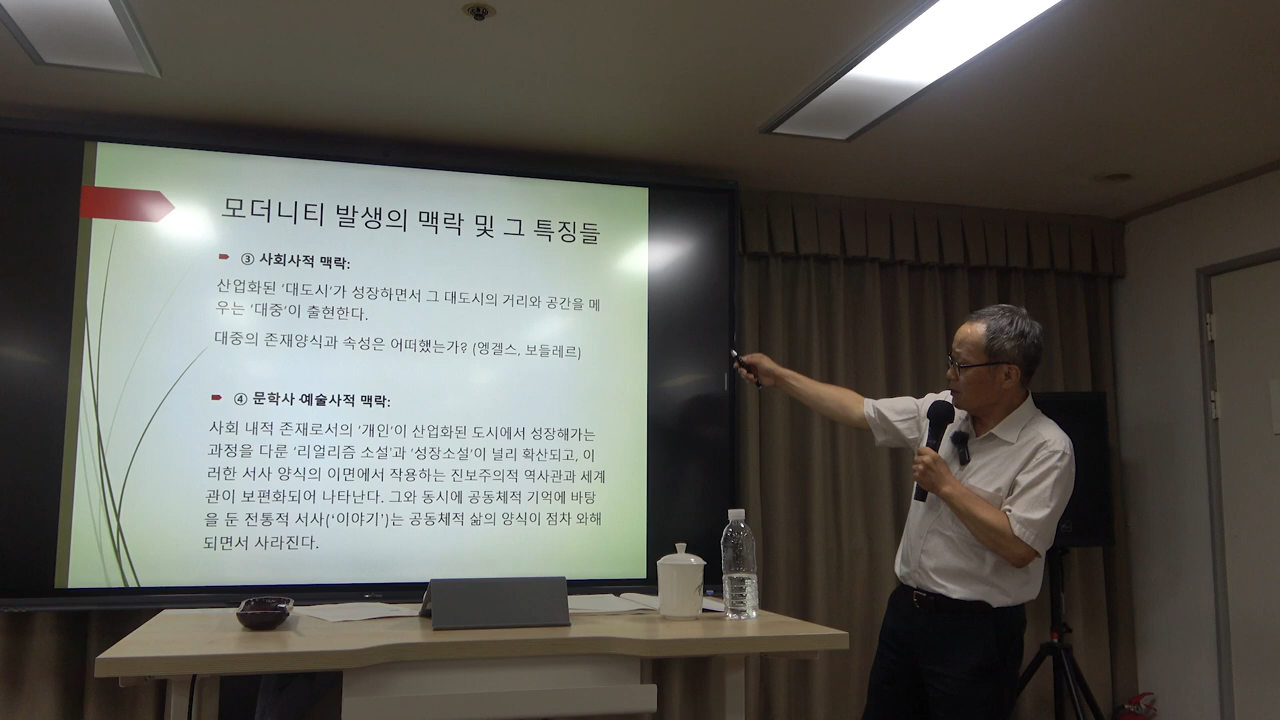 모더니티 발생의 맥락 및 그 특징들
③ 사회사적 맥락:
산업화된 ‘대도시’가 성장하면서 그 대도시의 거리와 공간을 메
우는 ‘대중’이 출현한다.
대중의 존재양식과 속성은 어떠했는가? (엥겔스, 보들레르)
④ 문학사·예술사적 맥락:
사회 내적 존재로서의 ‘개인’이 산업화된 도시에서 성장해가는
과정을 다룬 ‘리얼리즘 소설’과 ‘성장소설’이 널리 확산되고, 이
러한 서사 양식의 이면에서 작용하는 진보주의적 역사관과 세계
관이 보편화되어 나타난다. 그와 동시에 공동체적 기억에 바탕
을 둔 전통적 서사(‘이야기’)는 공동체적 삶의 양식이 점차 와해
되면서 사라진다.